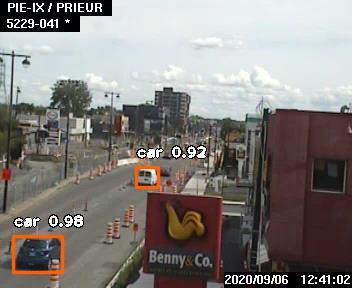 PIE-IX / PRIEUR
5229-041 *
car 0.92
car 0.98
Benny&Co.
2020/09/06 12:41:02